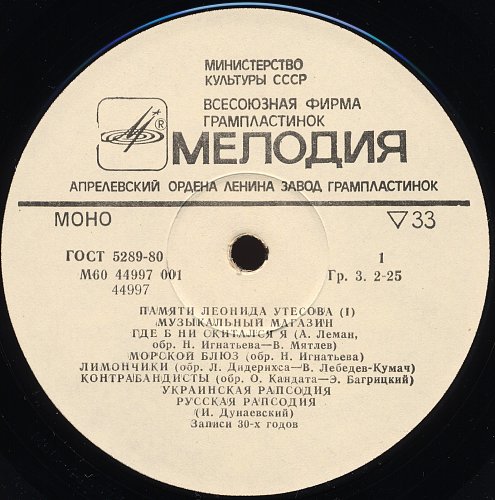 МИНИСТЕРСТВО
КУЛЬТУРЫ СССР
ВСЕСОЮЗНАЯ ФИРМА
ГРАМПЛАСТИНОК
® МЕЛОДИЯ
АПРЕЛЕВСКИЙ ОРДЕНА ЛЕНИНА ЗАВОД ГРАМПЛАСТИНОК
МОНО ▽33
ГОСТ 5289-80 1
М60 44997 001 Гр. 3. 2-25
44997
ПАМЯТИ ЛЕОНИДА УТЕСОВА (I)
МУЗЫКАЛЬНЫЙ МАГАЗИН
ГДЕ Б НИ СКИТАЛСЯ Я (А. Леман,
обр. Н. Игнатьева—В. Мятлев)
МОРСКОЙ БЛЮЗ (обр. Н. Игнатьева)
ЛИМОНЧИКИ (обр. Л. Дидерихса—В. Лебедев-Кумач)
КОНТРАБАНДИСТЫ (обр. О. Кандата—Э. Багрицкий)
УКРАИНСКАЯ РАПСОДИЯ
РУССКАЯ РАПСОДИЯ
(И. Дунаевский)
Записи 30-х годов